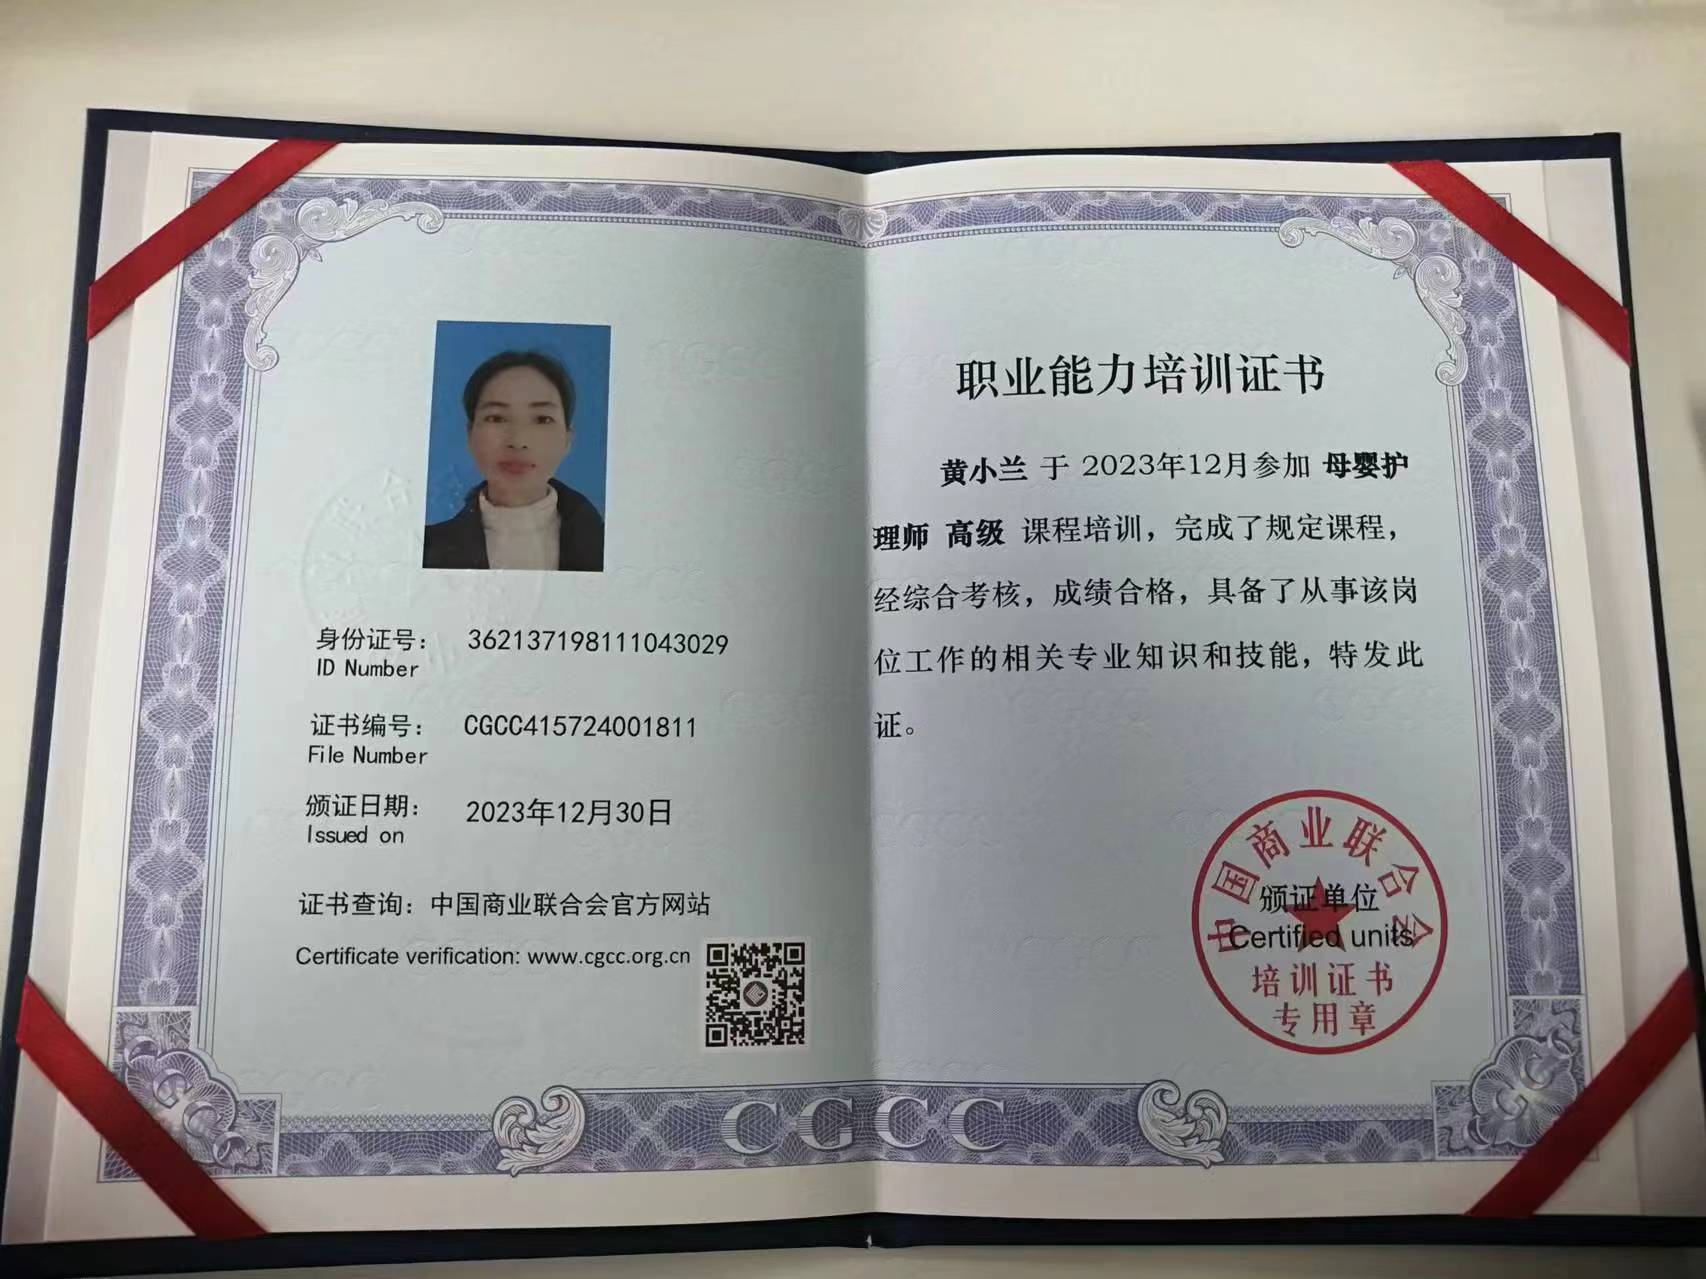 身份证号： 362137198111043029
ID Number
证书编号： CGCC415724001811
File Number
颁证日期： 2023年12月30日
Issued on
证书查询：中国商业联合会官方网站
Certificate verification: www.cgcc.org.cn
职业能力培训证书
黄小兰 于 2023年12月参加 母婴护
理师 高级 课程培训，完成了规定课程，
经综合考核，成绩合格，具备了从事该岗
位工作的相关专业知识和技能，特发此
证。
中国商业联合会
颁证单位
Certified units
培训证书
专用章
CGCC